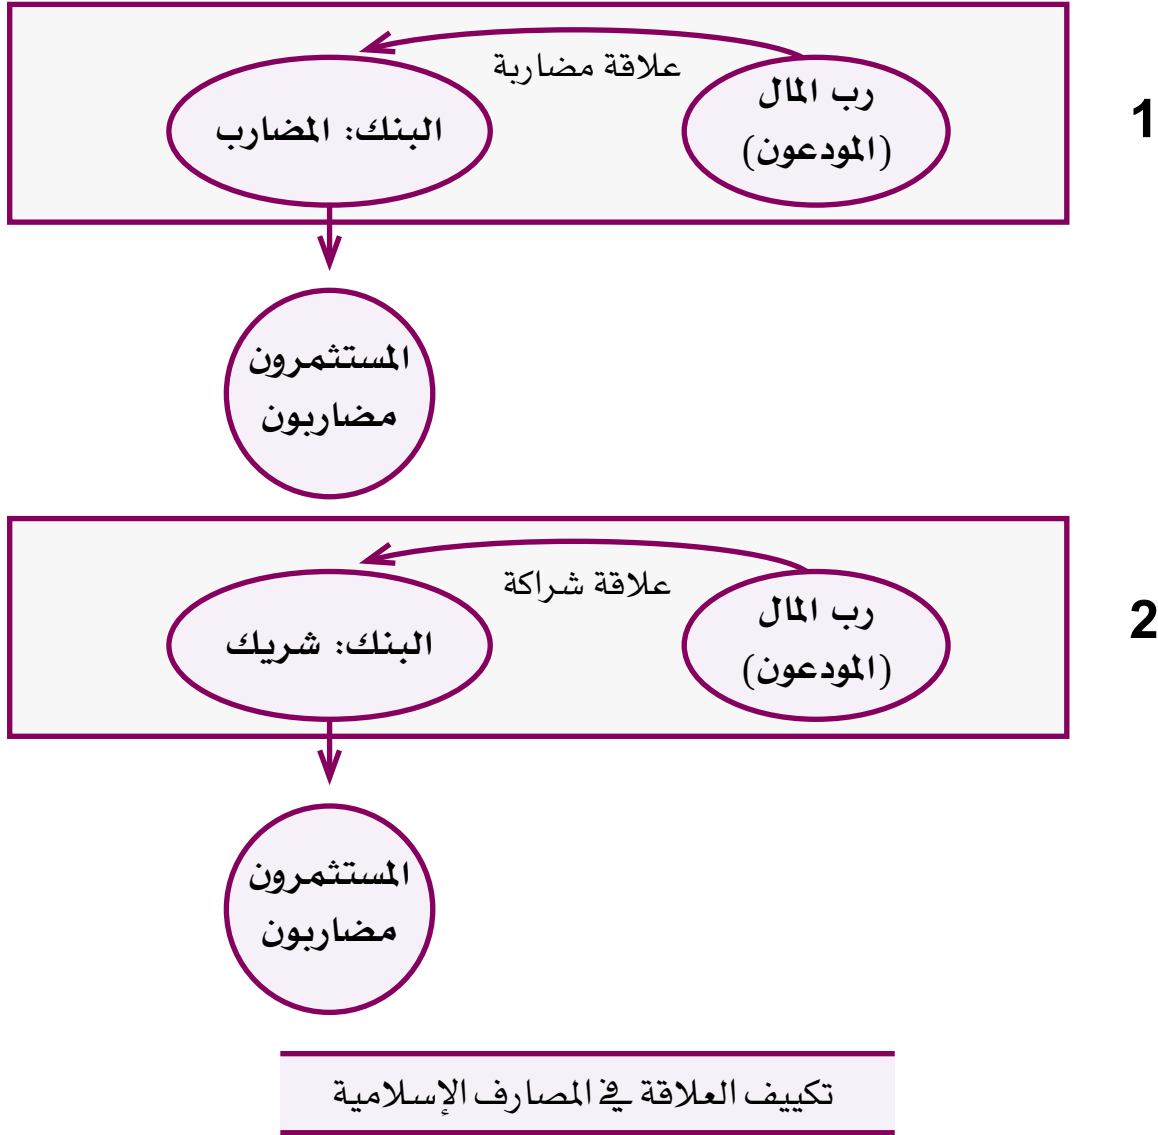 علاقة مضاربة
رب المال
(المودعون)
البنك: المضارب
1
المستثمرون
مضاربون
علاقة شراكة
رب المال
(المودعون)
البنك: شريك
2
المستثمرون
مضاربون
تكييف العلاقة في المصارف الإسلامية